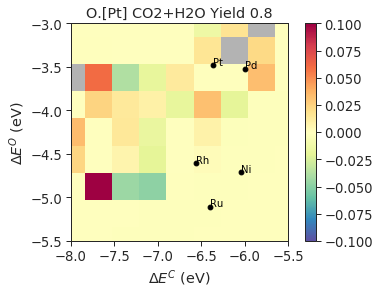 O.[Pt] CO2+H2O Yield 0.8
−3.0
−3.5
−4.0
−4.5
−5.0
−5.5
ΔE^O (eV)
Pt
Pd
Rh
Ni
Ru
−8.0 −7.5 −7.0 −6.5 −6.0 −5.5
ΔE^C (eV)
0.100
0.075
0.050
0.025
0.000
−0.025
−0.050
−0.075
−0.100